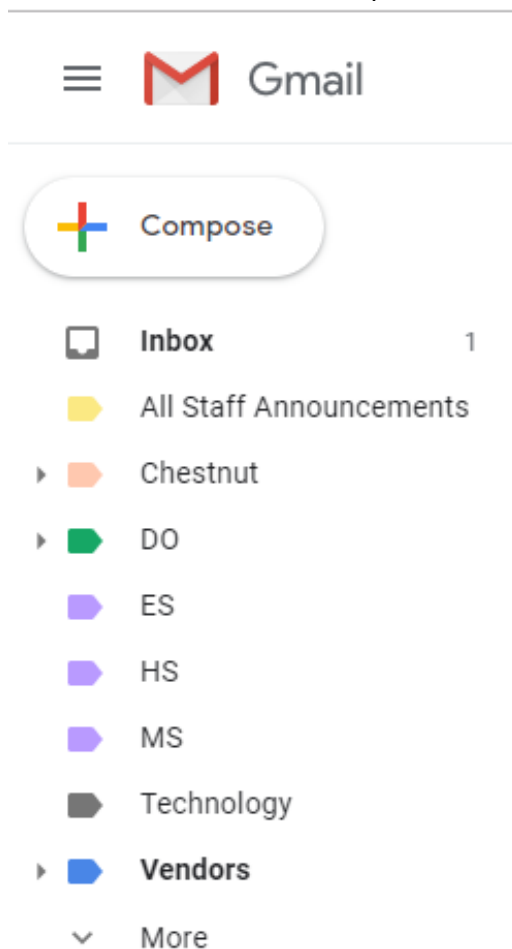 Gmail
Compose
Inbox 1
All Staff Announcements
Chestnut
DO
ES
HS
MS
Technology
Vendors
More